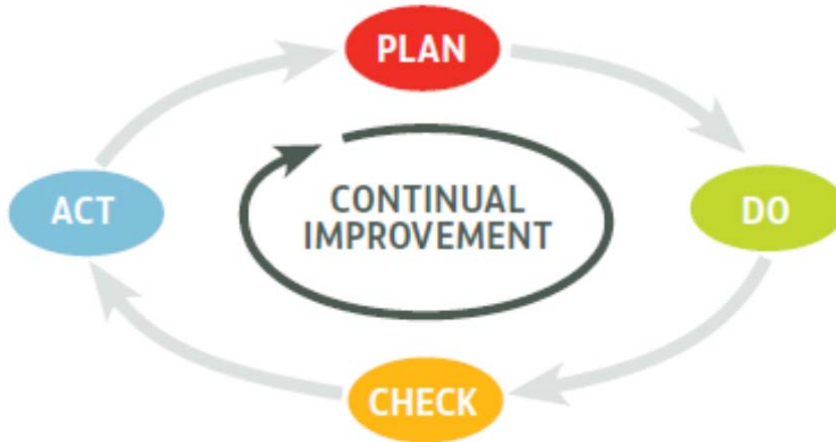 PLAN
ACT
CONTINUAL
IMPROVEMENT
DO
CHECK